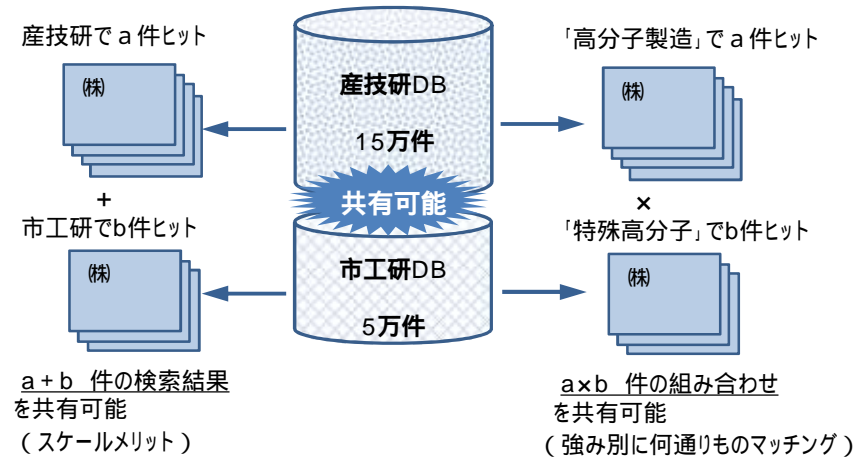 産技研でa件ヒット
㈱
+
市工研でb件ヒット
㈱
a+b 件の検索結果
を共有可能
(スケールメリット)
産技研DB
15万件
共有可能
市工研DB
5万件
「高分子製造」でa件ヒット
㈱
×
「特殊高分子」でb件ヒット
㈱
a×b 件の組み合わせ
を共有可能
(強み別に何通りものマッチング)